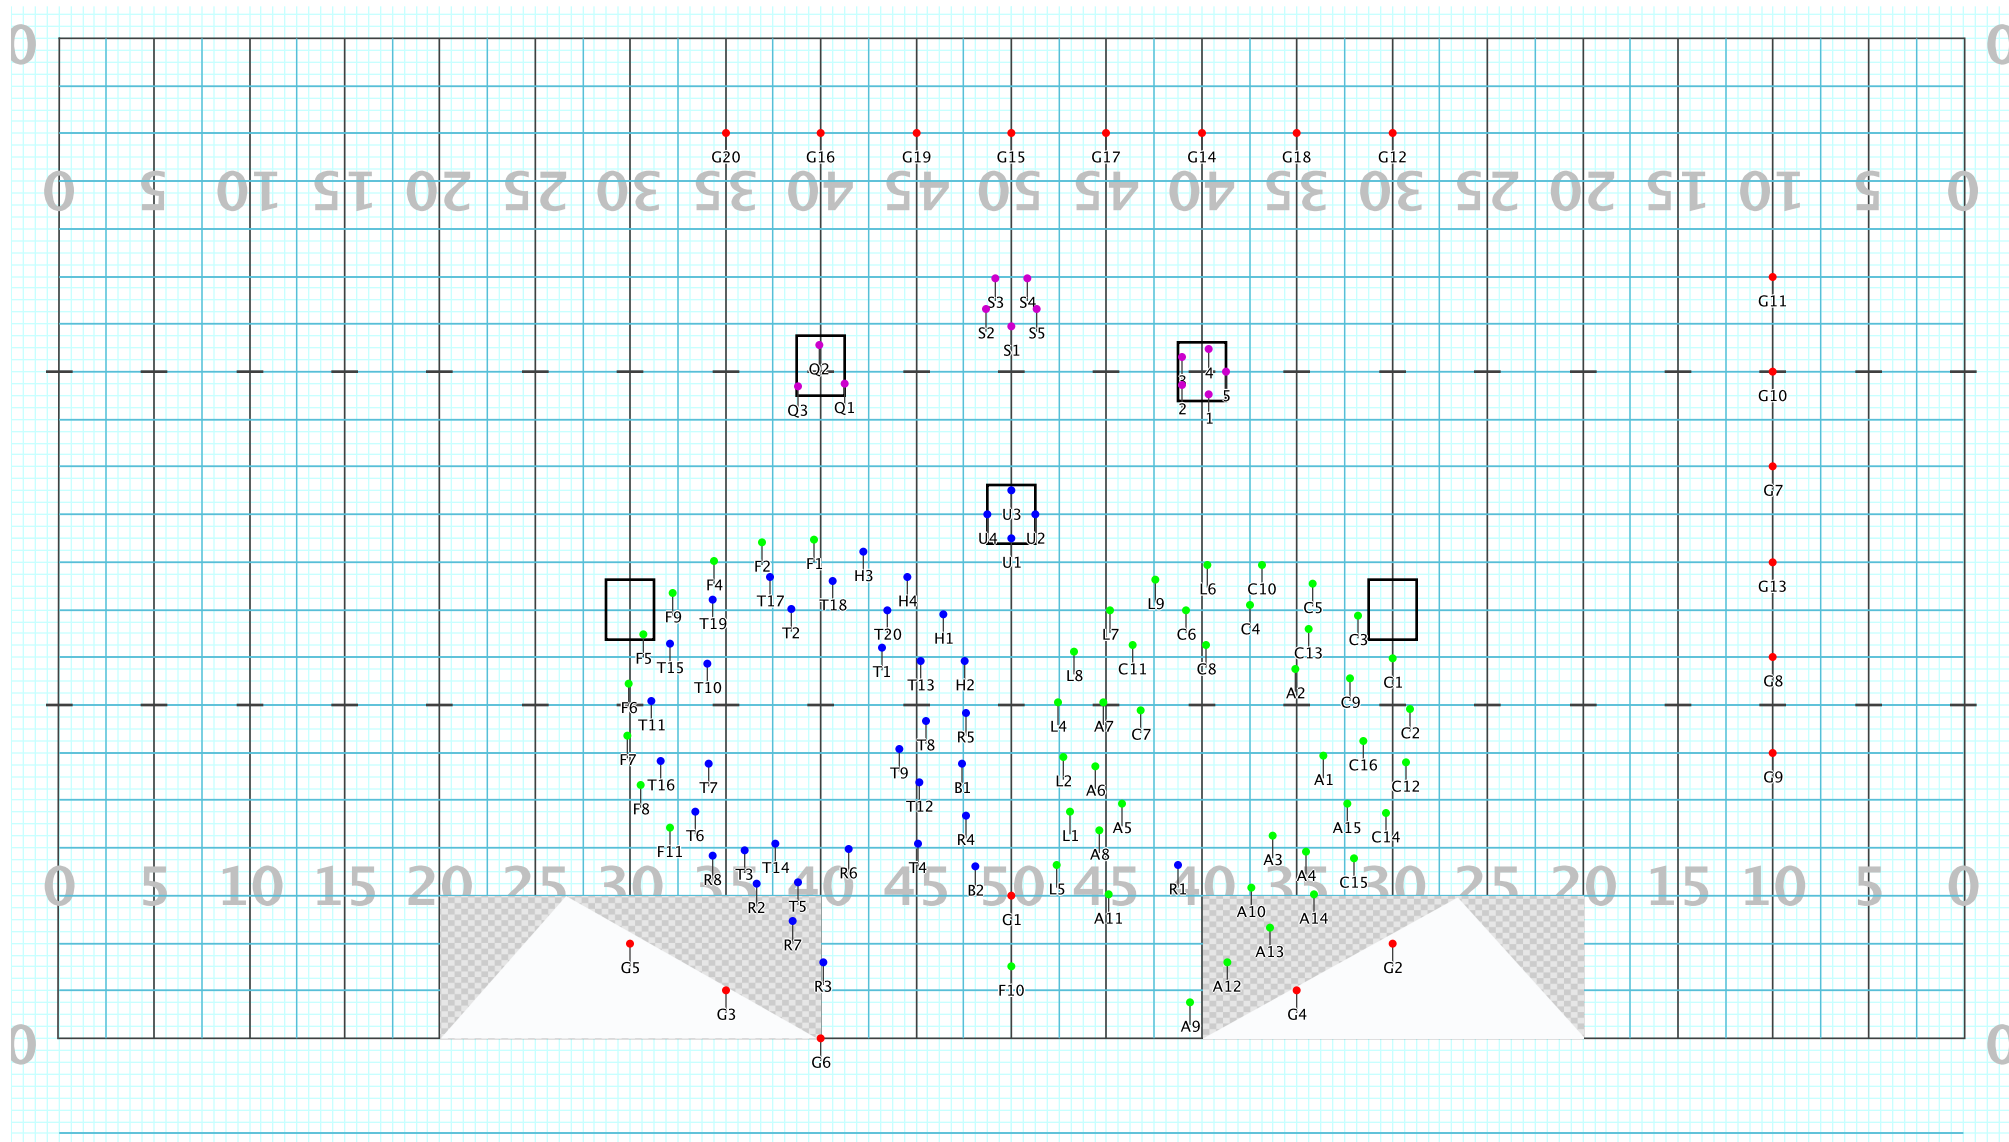 0 0
G20 G16 G19 G15 G17 G14 G18 G12
0 5 10 15 20 25 30 35 40 45 50 45 40 35 30 25 20 15 10 5 0
S3 S4 G11
S2 S5
S1
Q2 3 4 5 G10
Q3 Q1 2 1
G7
U3
U4 U2
U1
F1 F2 H3
F4 T17 T18 H4 L9 L6 C10 C5 G13
F9 T19 T2 T20 H1 L7 C6 C4 C3
F5 T15 T1 C11 C8 C13
T10 T13 H2 L8 A2 C1 G8
F6 T11 C9
T8 R5 L4 A7 C7 C2
F7 T16 T7 T9 B1 L2 A6 A1 C16 C12 G9
F8 T12
T6 R4 L1 A5 A15 C14
F11 T3 T14 R6 T4 A8 A3 A4
R8 B2 L5 R1 C15
0 5 10 15 20 25 30 35 40 45 50 45 40 35 30 25 20 15 10 5 0
R2 T5 G1 A11 A10 A14
R7 A13
G5 G2
R3 F10 A12
G3 G4
A9
0 0
G6